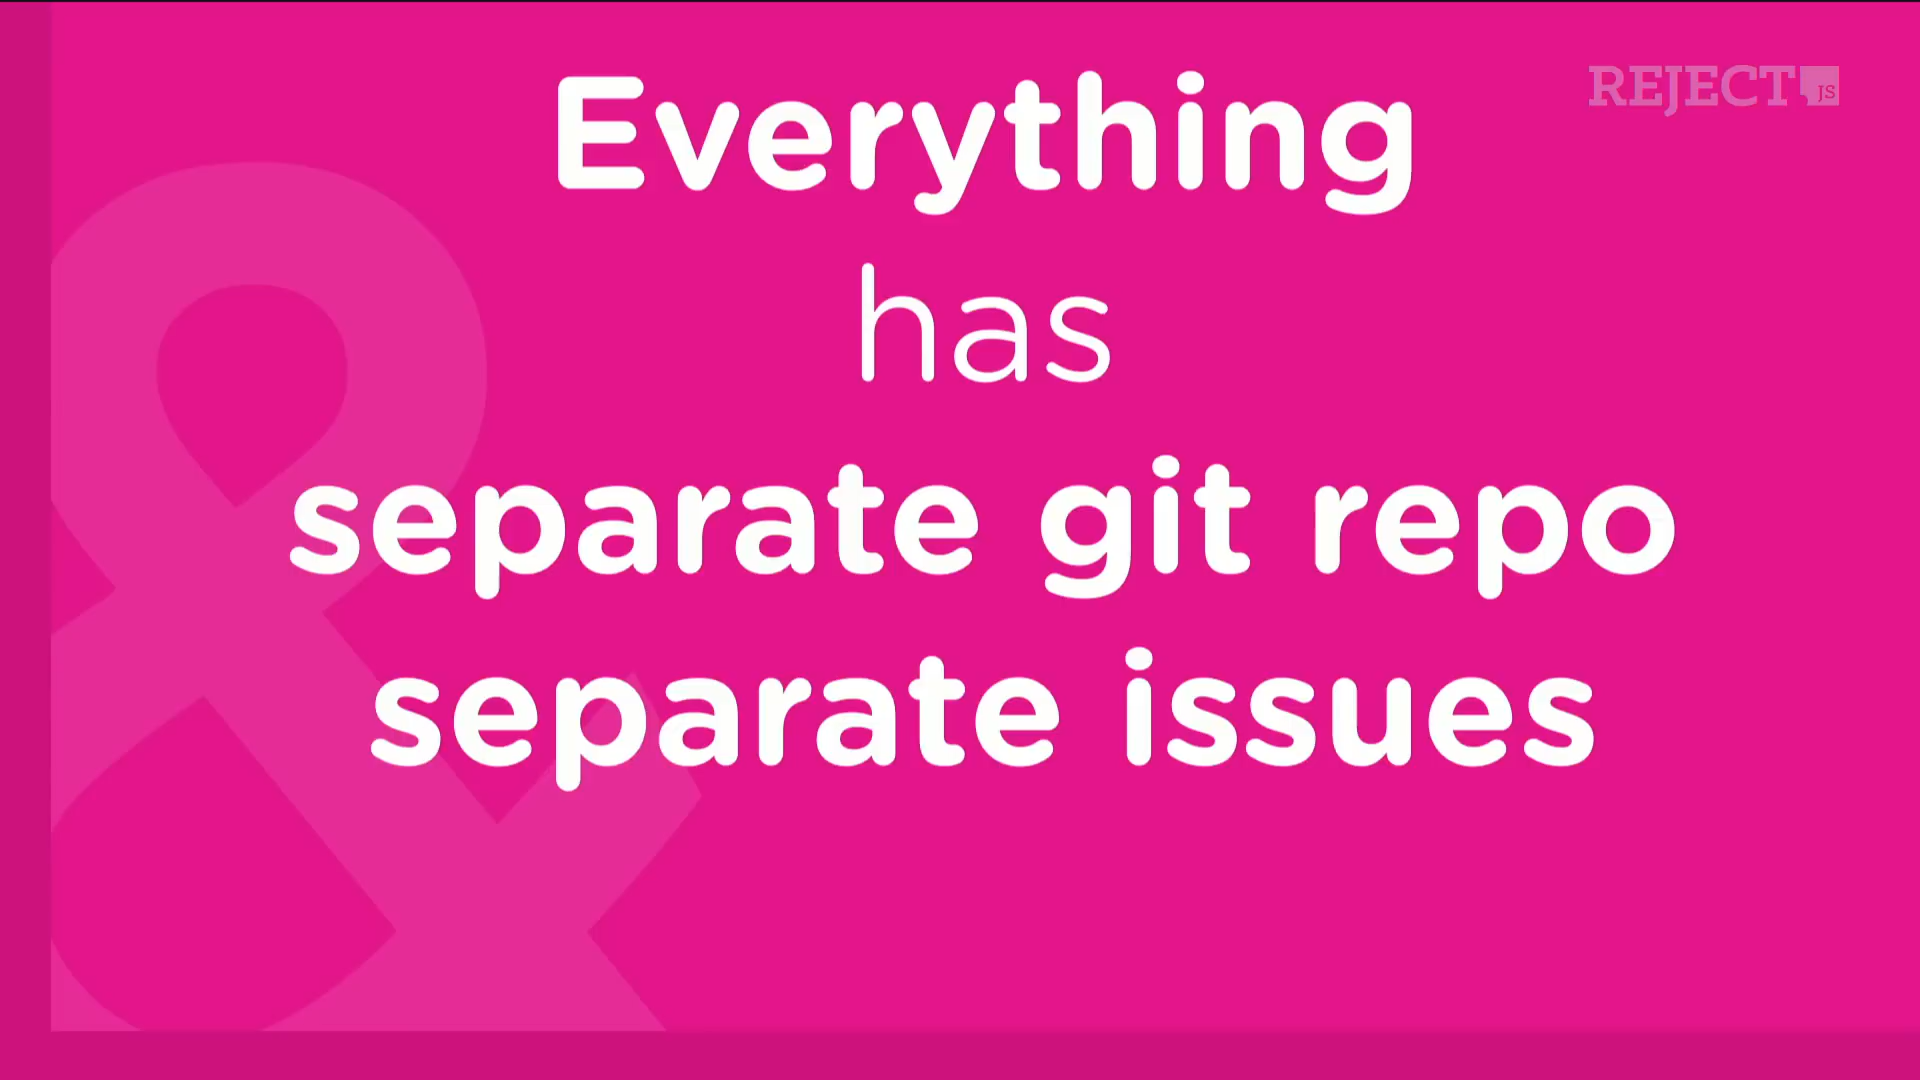 REJECT JS
Everything
has
separate git repo
separate issues
&